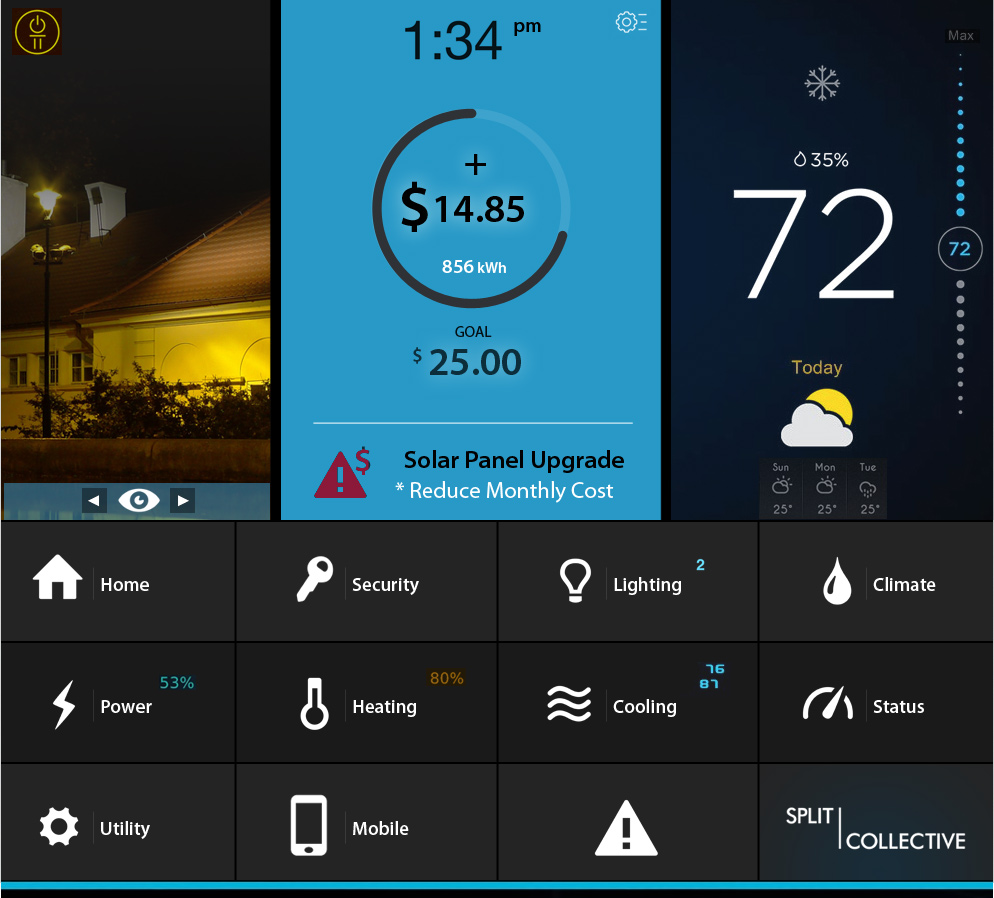 1:34 pm
+
$14.85
856 kWh
GOAL
$25.00
$ Solar Panel Upgrade
* Reduce Monthly Cost
Max
35%
72
72
Today
Sun Mon Tue
25° 25° 25°
Home
Security
Lighting 2
Climate
Power 53%
Heating 80%
Cooling 76
87
Status
Utility
Mobile
SPLIT
COLLECTIVE